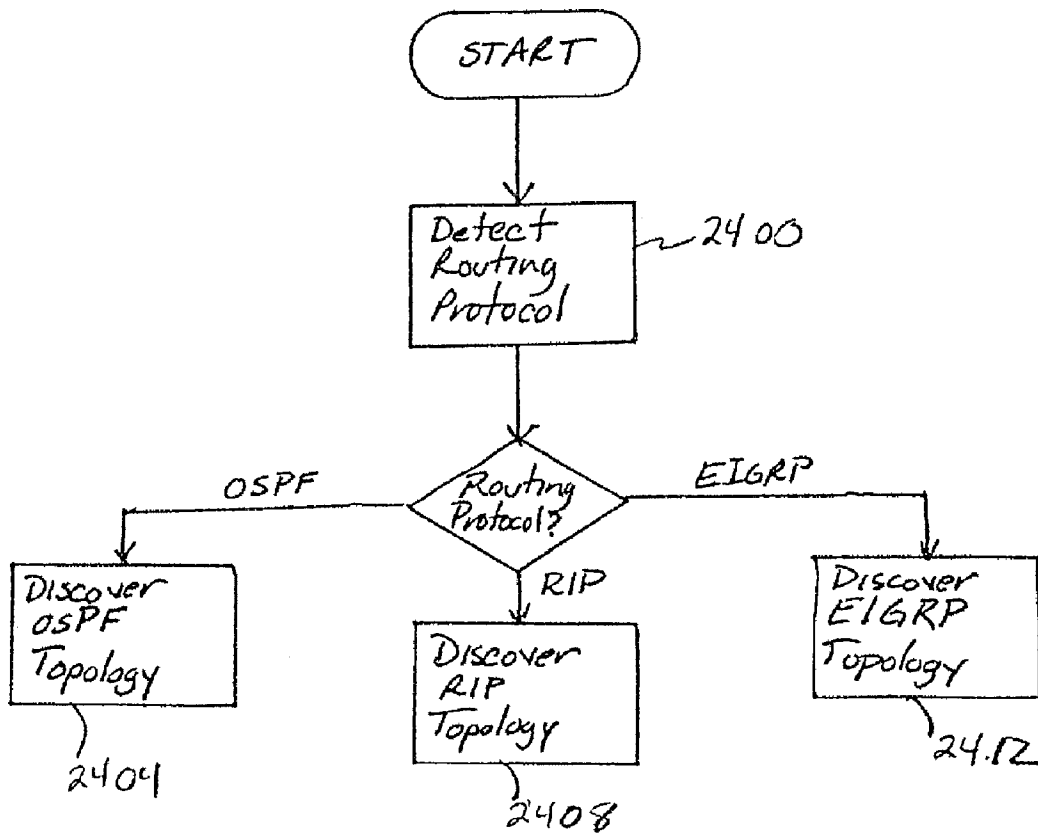 START
Detect
Routing
Protocol
2400
Routing
Protocol?
OSPF
EIGRP
RIP
Discover
OSPF
Topology
2404
Discover
RIP
Topology
2408
Discover
EIGRP
Topology
2412